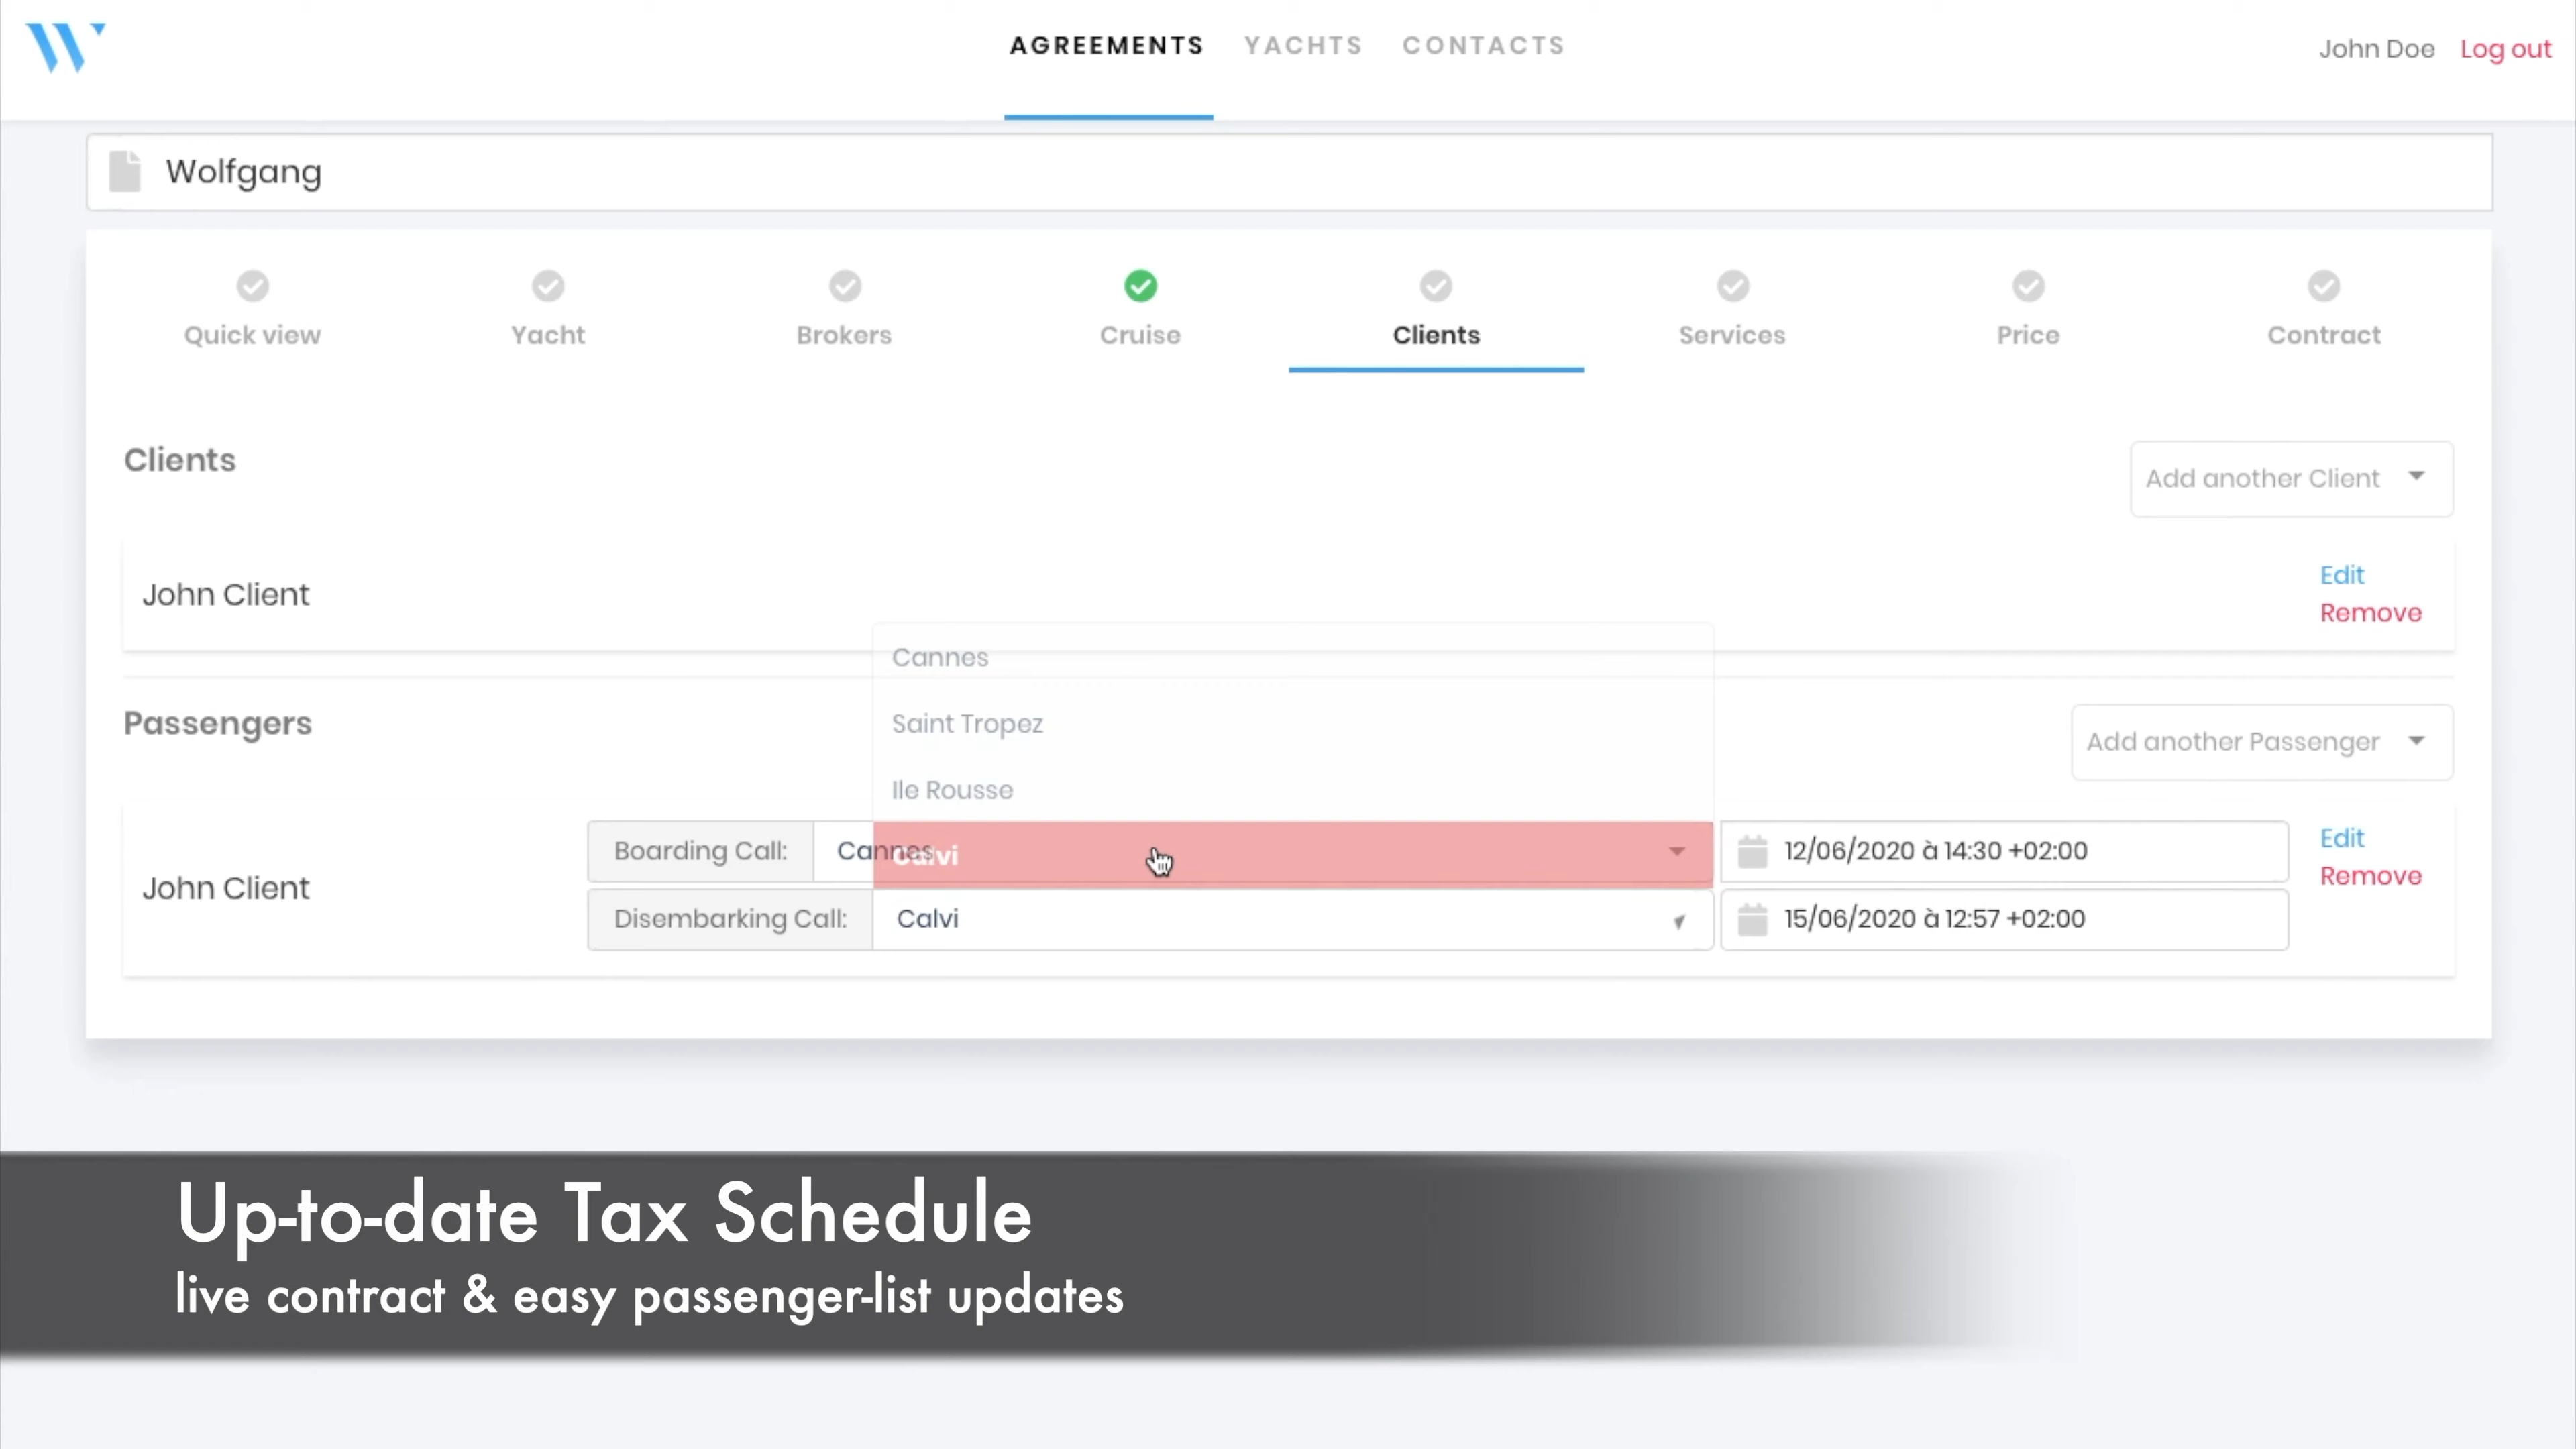 AGREEMENTS YACHTS CONTACTS
John Doe Log out
Wolfgang
Quick view Yacht Brokers Cruise Clients Services Price Contract
Clients
Add another Client
John Client
Edit
Remove
Cannes
Passengers
Saint Tropez
Add another Passenger
Ile Rousse
Boarding Call: Cannes Calvi 12/06/2020 à 14:30 +02:00 Edit
John Client
Remove
Disembarking Call: Calvi 15/06/2020 à 12:57 +02:00
Up-to-date Tax Schedule
live contract & easy passenger-list updates